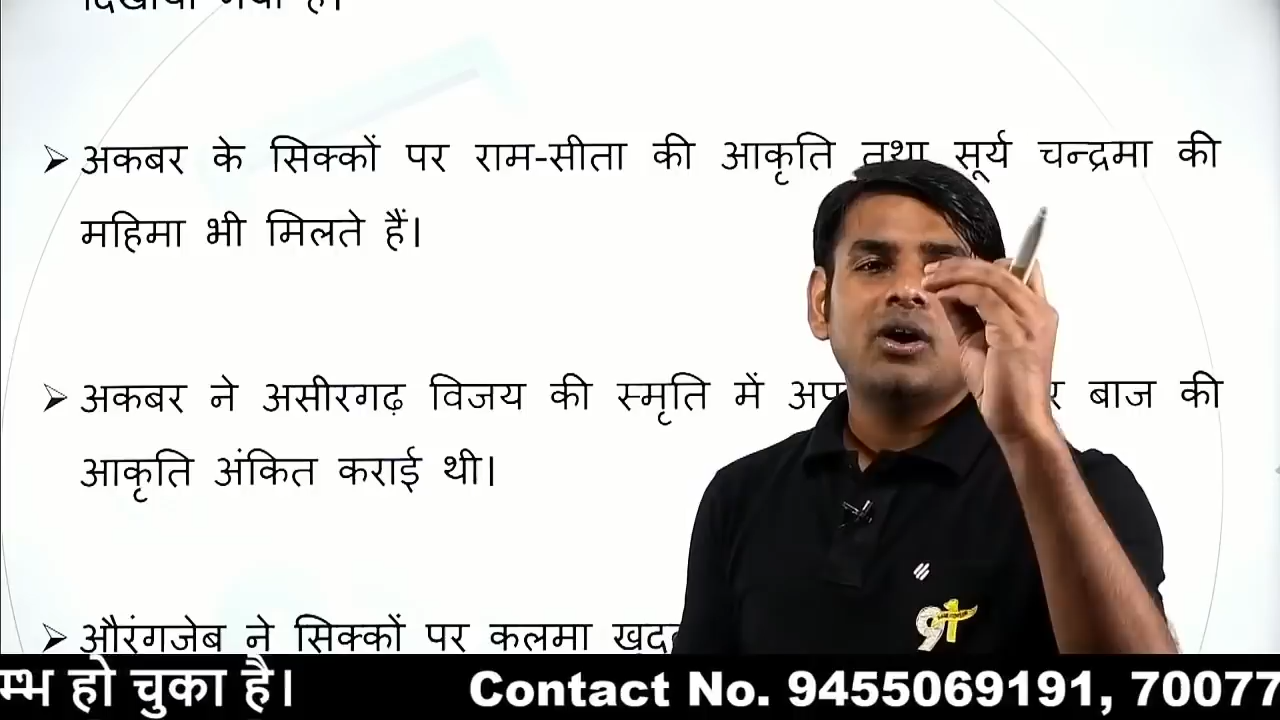 अकबर के सिक्कों पर राम-सीता की आकृति तथा सूर्य चन्द्रमा की
महिमा भी मिलते हैं।
अकबर ने असीरगढ़ विजय की स्मृति में बाज की
आकृति अंकित कराई थी।
औरंगजेब ने सिक्कों पर कलमा
हो चुका है। Contact No. 9455069191,